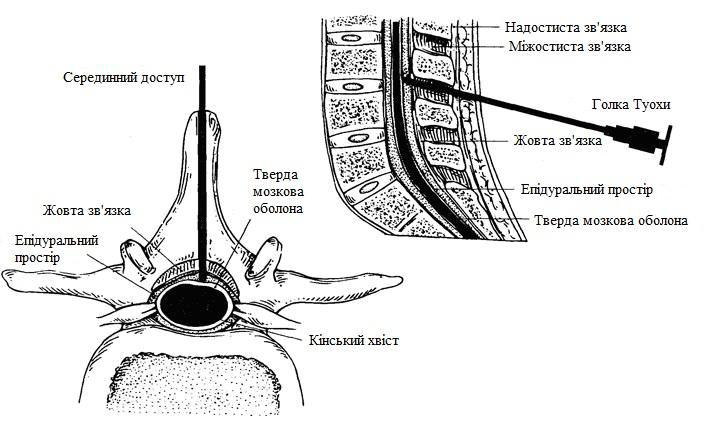 Серединний доступ
Тверда
мозкова
оболона
Жовта зв'язка
Епідуральний
простір
Кінський хвіст
Надостиста зв'язка
Міжостиста зв'язка
Голка Туохи
Жовта зв'язка
Епідуральний простір
Тверда мозкова оболона